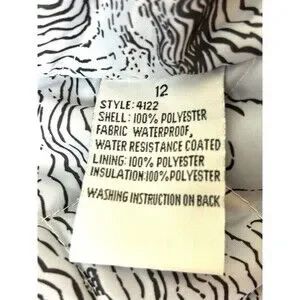 12
STYLE: 4122
SHELL: 100% POLYESTER
FABRIC WATERPROOF,
WATER RESISTANCE COATED
LINING: 100% POLYESTER
INSULATION:100% POLYESTER
WASHING INSTRUCTION ON BACK